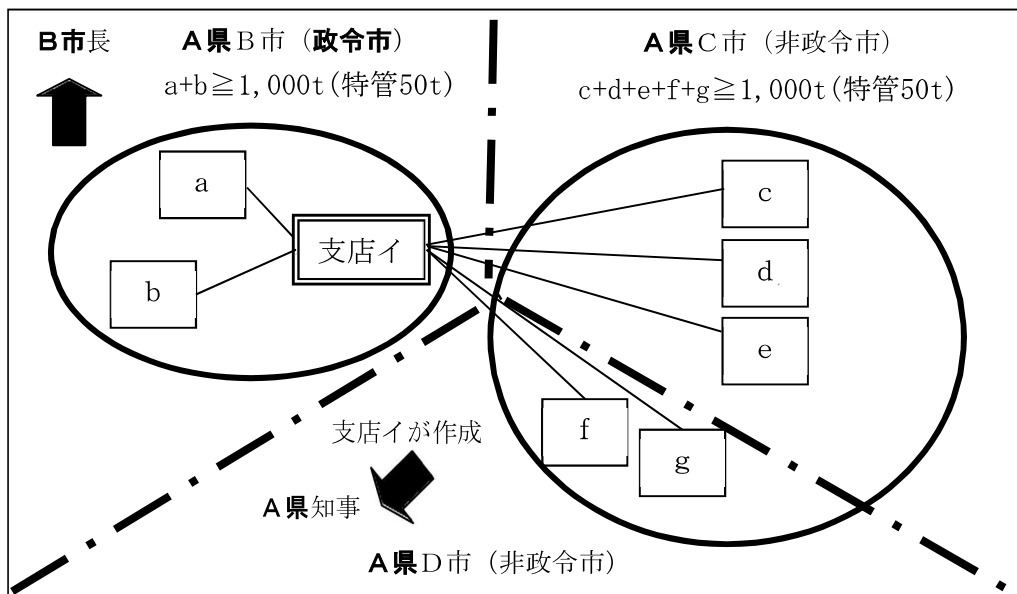 B市長
A県B市（政令市）
a+b≧1,000t(特管50t)
A県C市（非政令市）
c+d+e+f+g≧1,000t(特管50t)
a
b
支店イ
c
d
e
f
g
支店イが作成
A県知事
A県D市（非政令市）